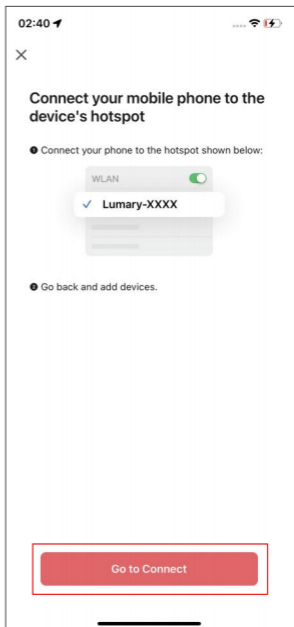 02:40
14
Connect your mobile phone to the
device's hotspot
❶ Connect your phone to the hotspot shown below:
WLAN
✓ Lumary-XXXX
❷ Go back and add devices.
Go to Connect